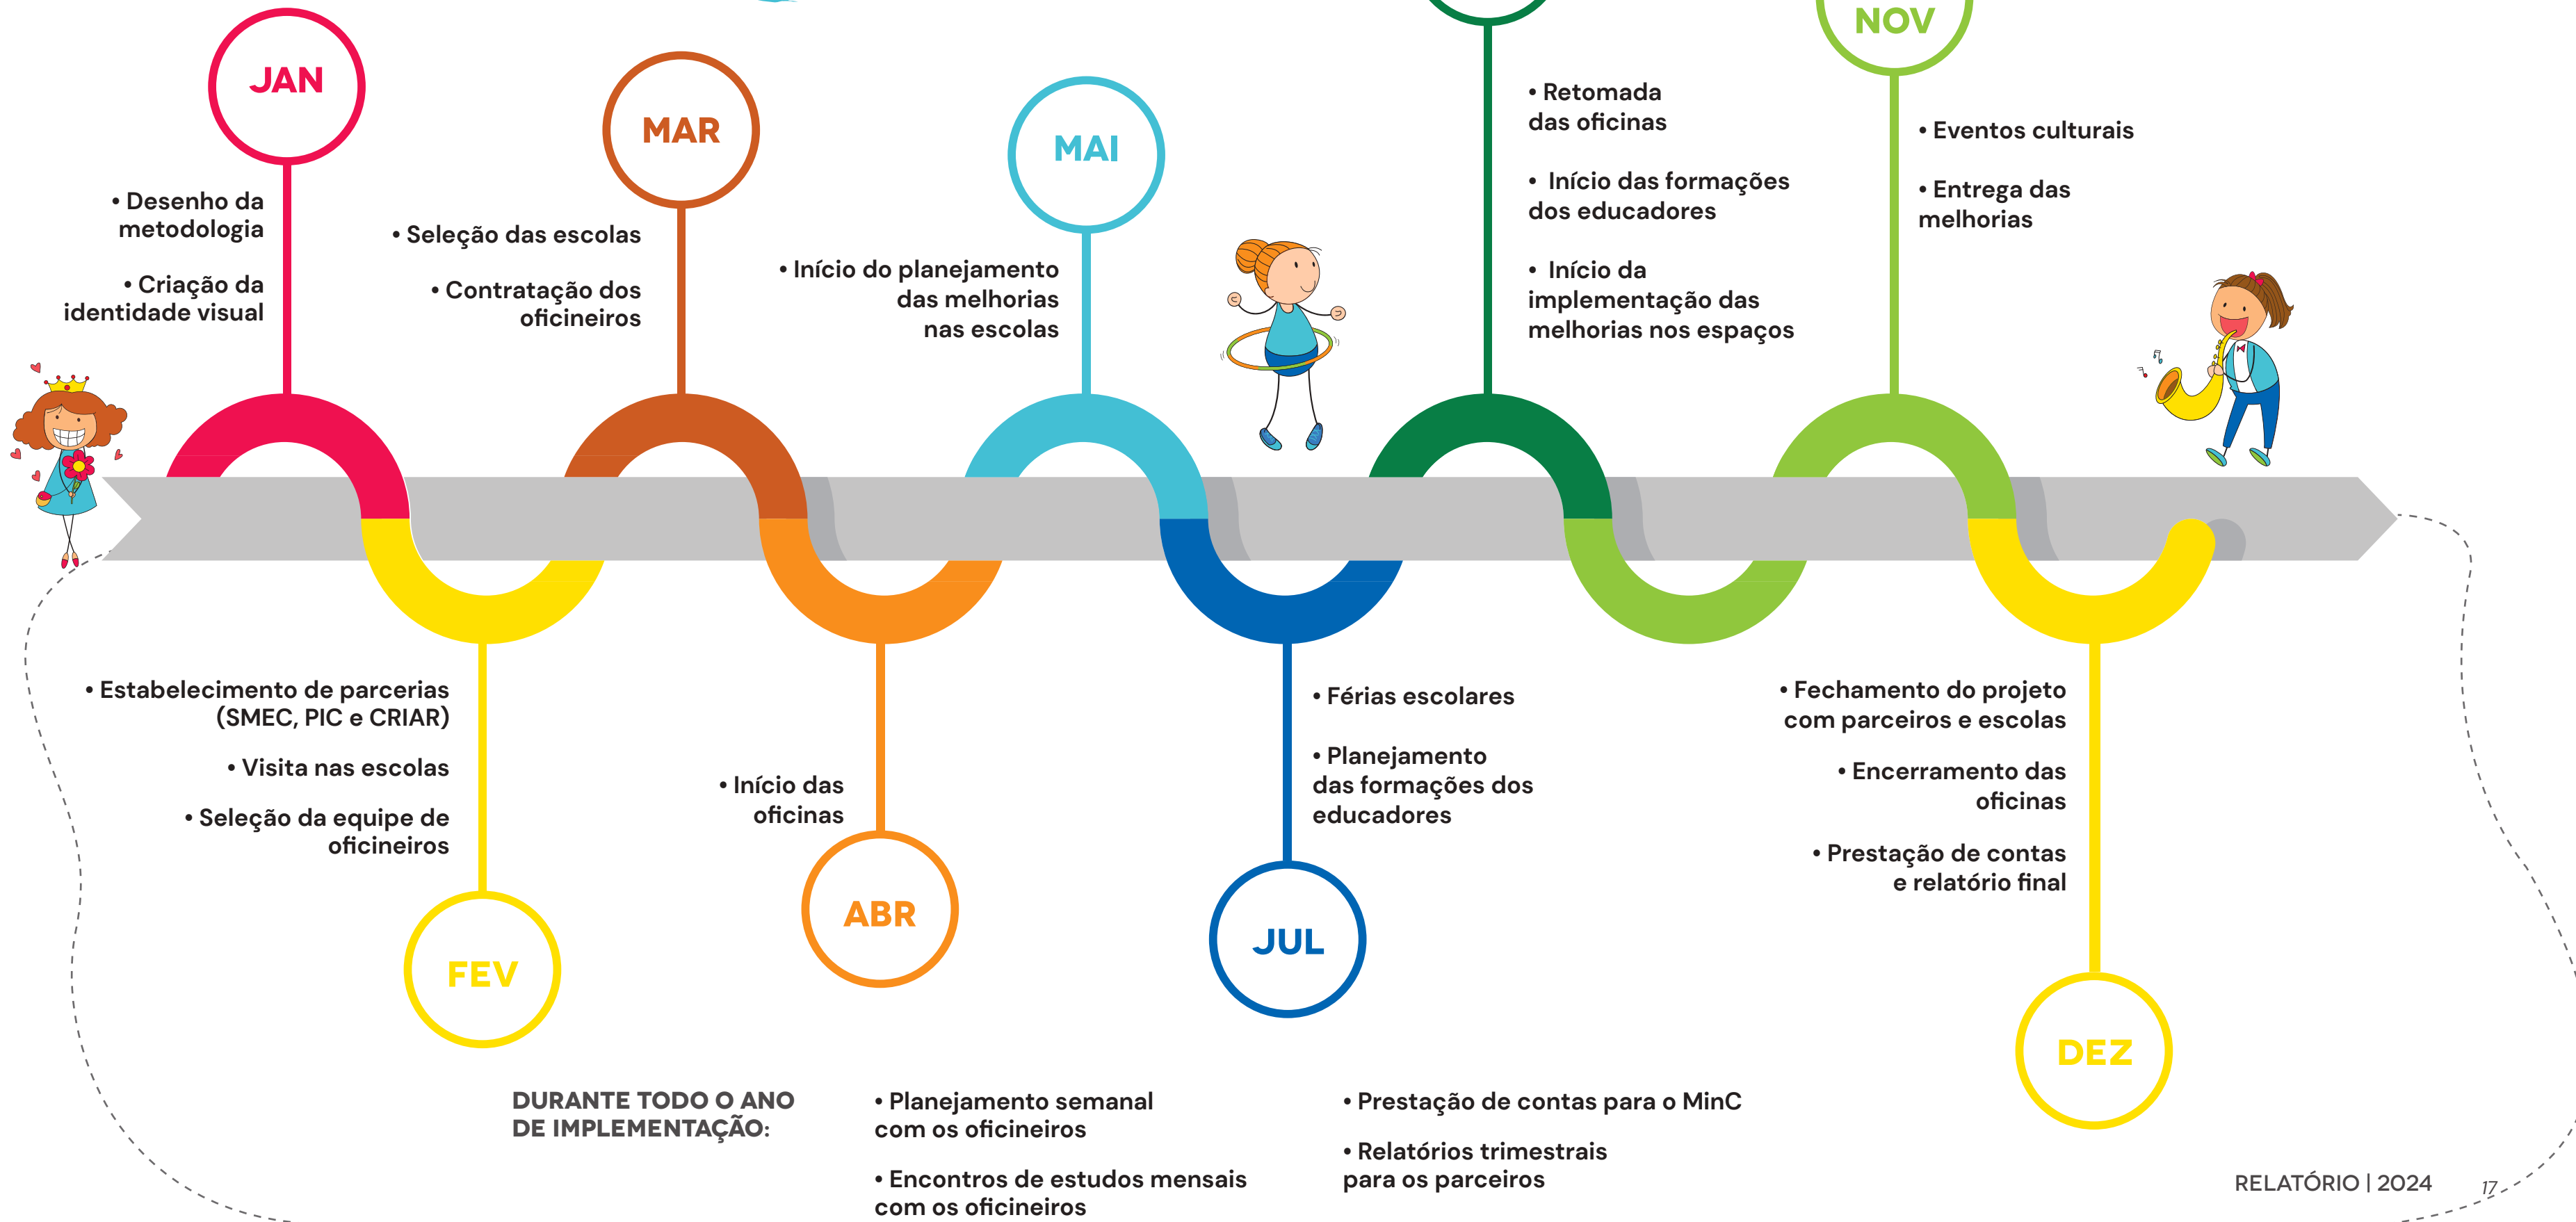 JAN
• Desenho da
metodologia
• Criação da
identidade visual
FEV
• Estabelecimento de parcerias
(SMEC, PIC e CRIAR)
• Visita nas escolas
• Seleção da equipe de
oficineiros
MAR
• Seleção das escolas
• Contratação dos
oficineiros
ABR
• Início das
oficinas
MAI
• Início do planejamento
das melhorias
nas escolas
JUL
• Férias escolares
• Planejamento
das formações dos
educadores
• Retomada
das oficinas
• Início das formações
dos educadores
• Início da
implementação das
melhorias nos espaços
NOV
• Eventos culturais
• Entrega das
melhorias
DEZ
• Fechamento do projeto
com parceiros e escolas
• Encerramento das
oficinas
• Prestação de contas
e relatório final
DURANTE TODO O ANO
DE IMPLEMENTAÇÃO:
• Planejamento semanal
com os oficineiros
• Encontros de estudos mensais
com os oficineiros
• Prestação de contas para o MinC
• Relatórios trimestrais
para os parceiros
RELATÓRIO | 2024
17